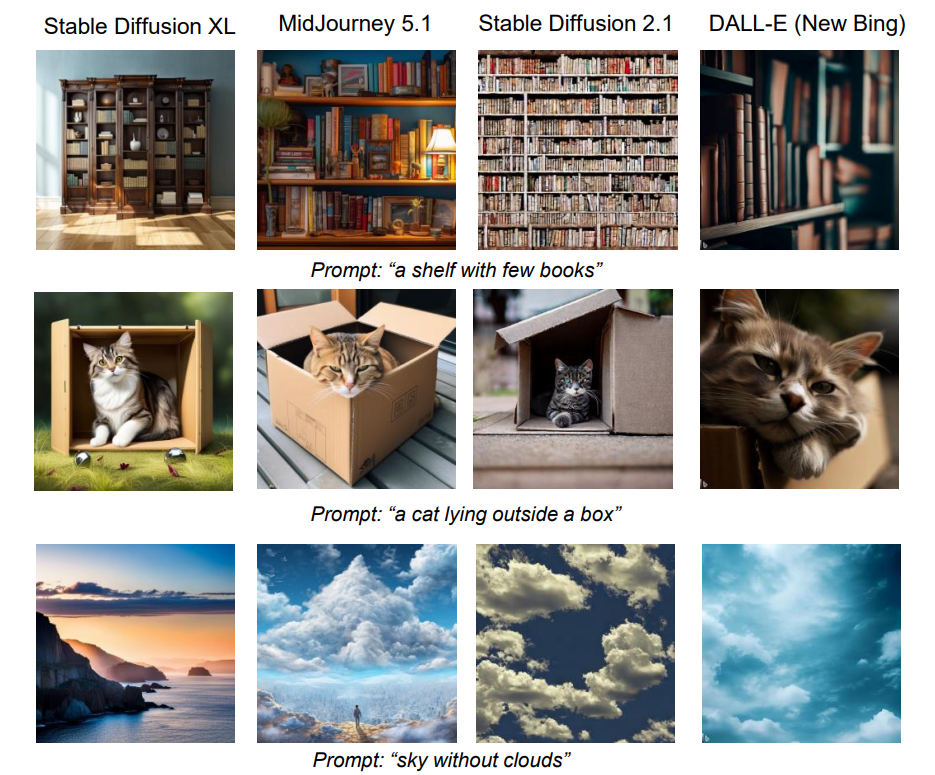 Stable Diffusion XL MidJourney 5.1 Stable Diffusion 2.1 DALL-E (New Bing)
Prompt: “a shelf with few books”
Prompt: “a cat lying outside a box”
Prompt: “sky without clouds”